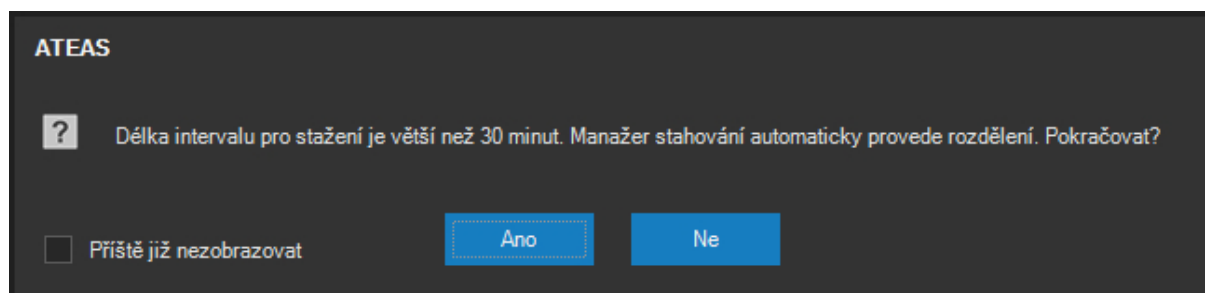 ATEAS
? Délka intervalu pro stažení je větší než 30 minut. Manažer stahování automaticky provede rozdělení. Pokračovat?
Příště již nezobrazovat Ano Ne